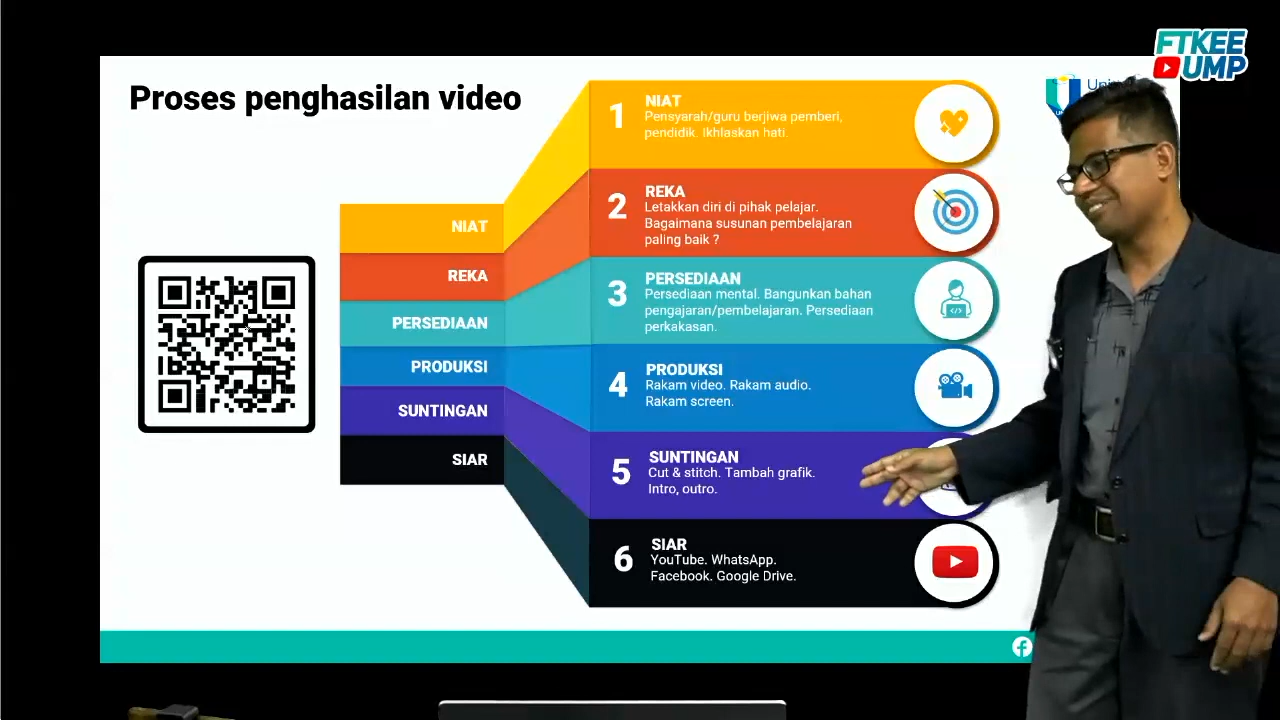 FTKEE
UMP
Proses penghasilan video
NIAT
REKA
PERSEDIAAN
PRODUKSI
SUNTINGAN
SIAR
1
NIAT
Pensyarah/guru berjiwa pemberi,
pendidik. Ikhlaskan hati.
2
REKA
Letakkan diri di pihak pelajar.
Bagaimana susunan pembelajaran
paling baik ?
3
PERSEDIAAN
Persediaan mental. Bangunkan bahan
pengajaran/pembelajaran. Persediaan
perkakasan.
4
PRODUKSI
Rakam video. Rakam audio.
Rakam screen.
5
SUNTINGAN
Cut & stitch. Tambah grafik.
Intro, outro.
6
SIAR
YouTube. WhatsApp.
Facebook. Google Drive.